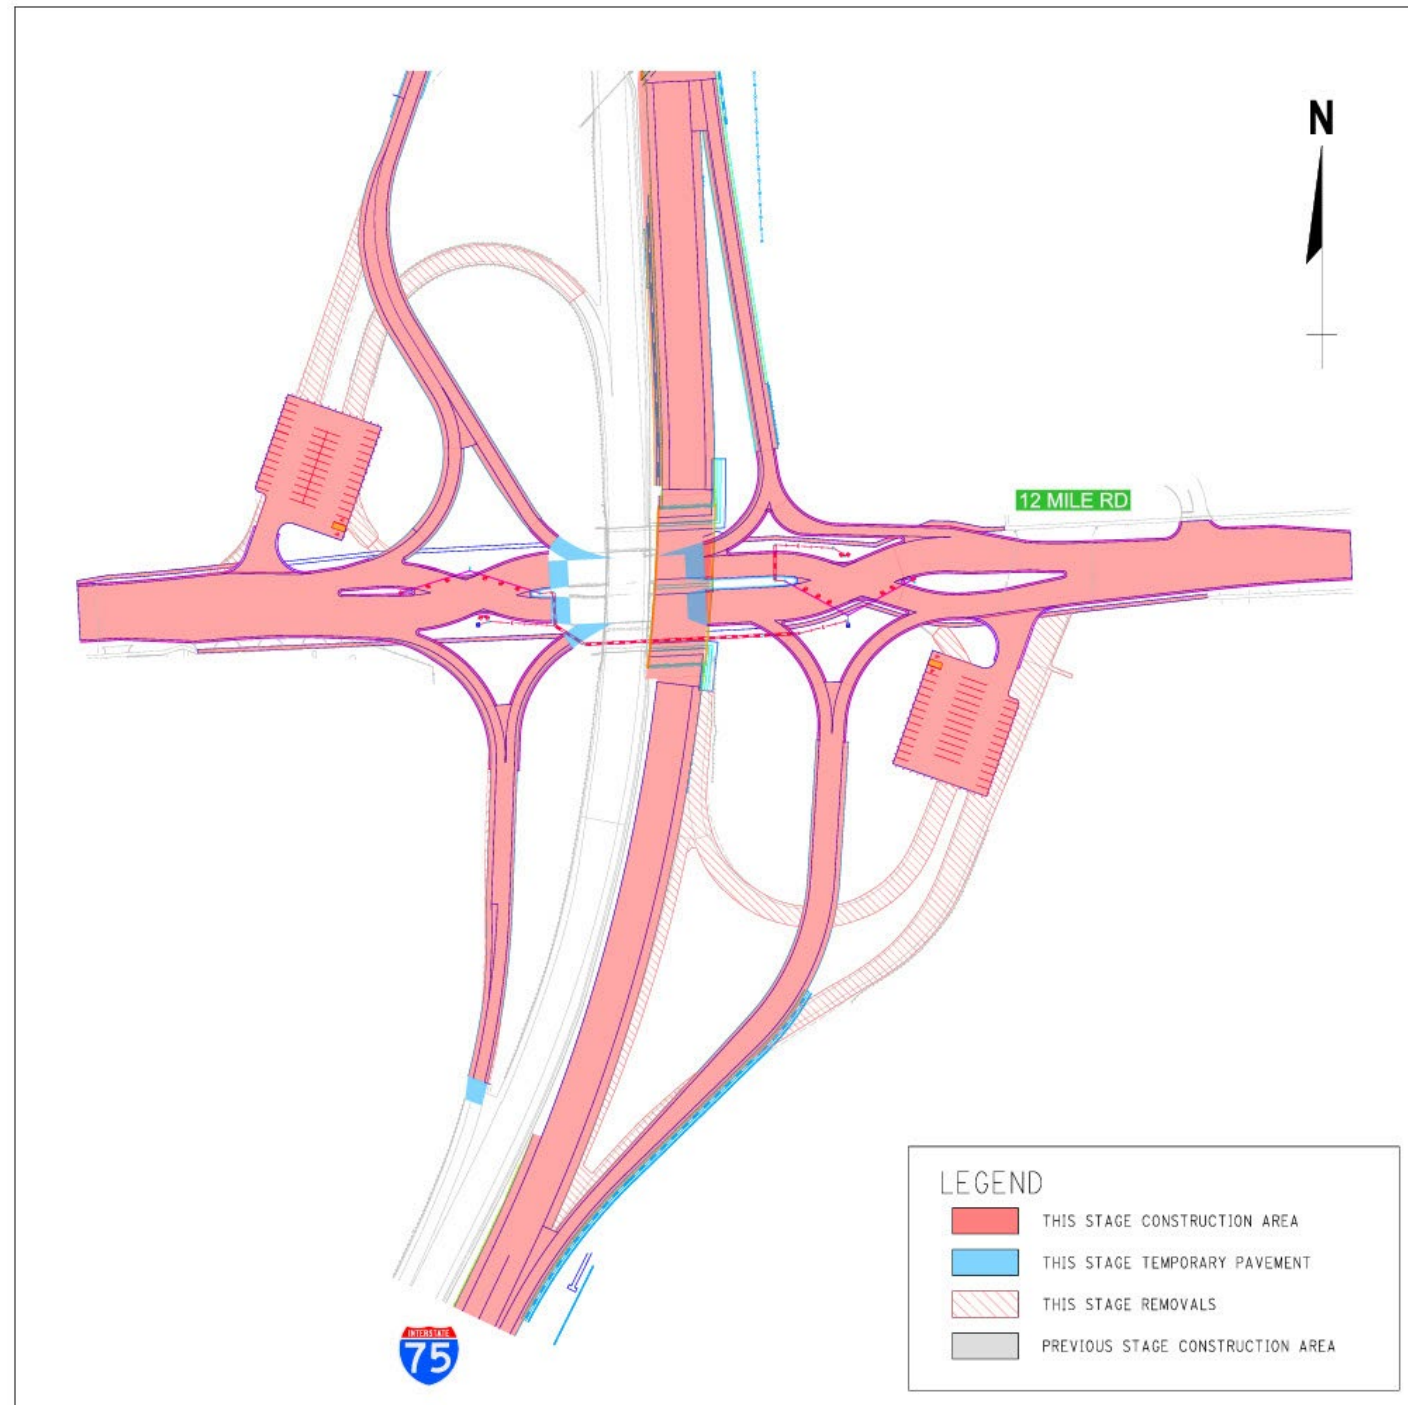 N
12 MILE RD
LEGEND
THIS STAGE CONSTRUCTION AREA
THIS STAGE TEMPORARY PAVEMENT
THIS STAGE REMOVALS
PREVIOUS STAGE CONSTRUCTION AREA
INTERSTATE
75